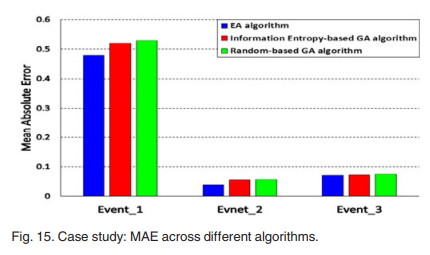 0.6
EA algorithm
Information Entropy-based GA algorithm
Random-based GA algorithm
0.5
0.4
0.3
0.2
0.1
0
Mean Absolute Error
Event_1
Evnet_2
Event_3
Fig. 15. Case study: MAE across different algorithms.